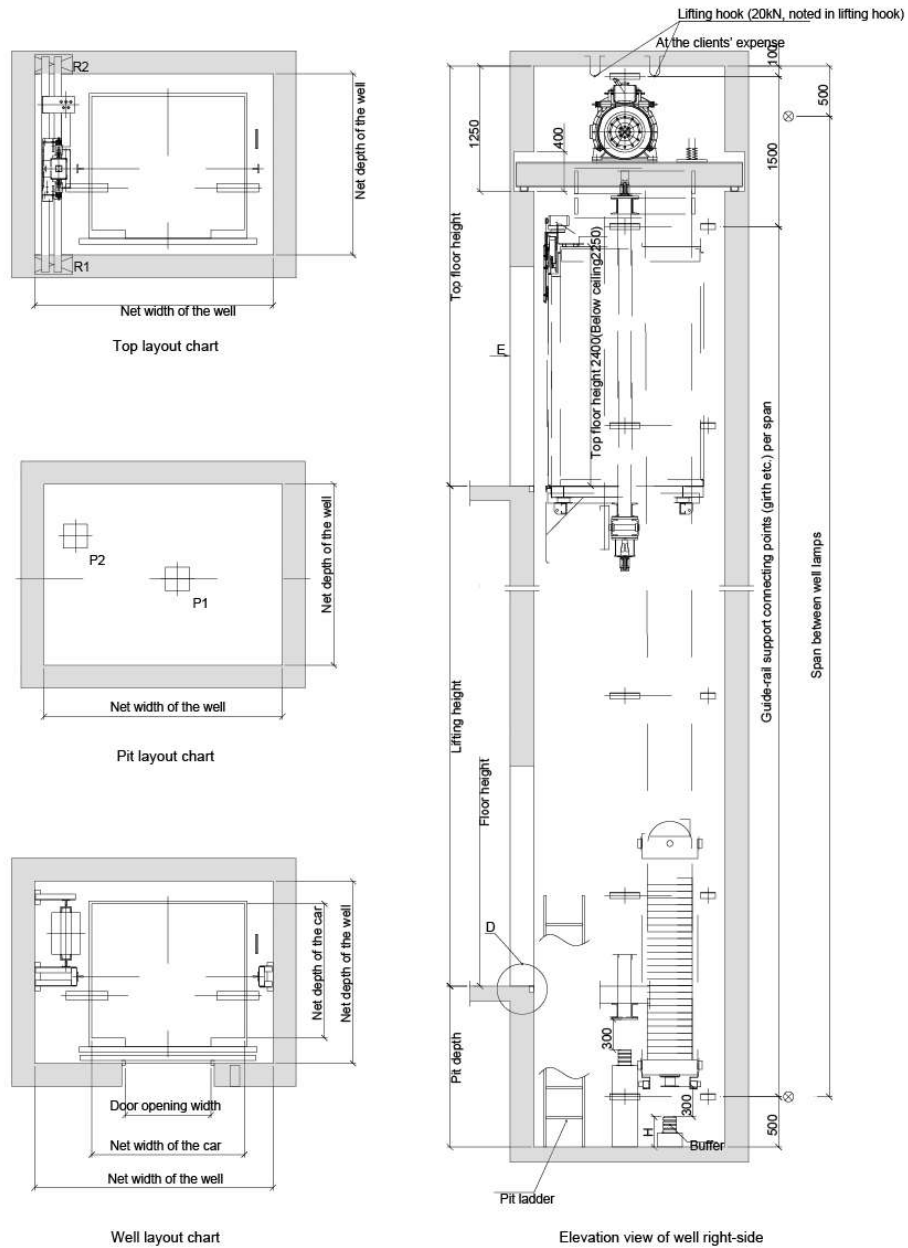 R2
Net depth of the well
R1
Net width of the well
Top layout chart
P2
P1
Net depth of the well
Net width of the well
Pit layout chart
Net depth of the car
Net depth of the well
Door opening width
Net width of the car
Net width of the well
Well layout chart
Lifting hook (20kN, noted in lifting hook)
At the clients' expense
100
500
1250
400
1500
Top floor height
Top floor height 2400(Below ceiling2250)
E
Guide-rail support connecting points (girth etc.) per span
Span between well lamps
Lifting height
Floor height
D
Pit depth
300
300
H
500
Buffer
Pit ladder
Elevation view of well right-side